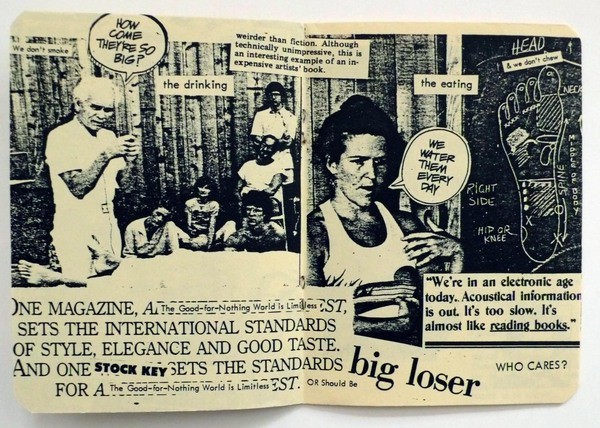 HOW
COME
THEY'RE SO
BIG?
We don't smoke
the drinking
weirder than fiction. Although
technically unimpressive, this is
an interesting example of an in-
expensive artists' book.
the eating
HEAD
& we don't chew
NECK
SPINE
MIDDLE OF BODY
RIGHT
SIDE
HIP OR
KNEE
WE
WATER
THEM
EVERY
DAY
"We're in an electronic age
today. Acoustical information
is out. It's too slow. It's
almost like reading books."
ONE MAGAZINE, A The Good-for-Nothing World is Limitless EST,
SETS THE INTERNATIONAL STANDARDS
OF STYLE, ELEGANCE AND GOOD TASTE.
AND ONE STOCK KEY SETS THE STANDARDS
FOR A The Good-for-Nothing World is Limitless EST.
OR Should Be
big loser
WHO CARES?